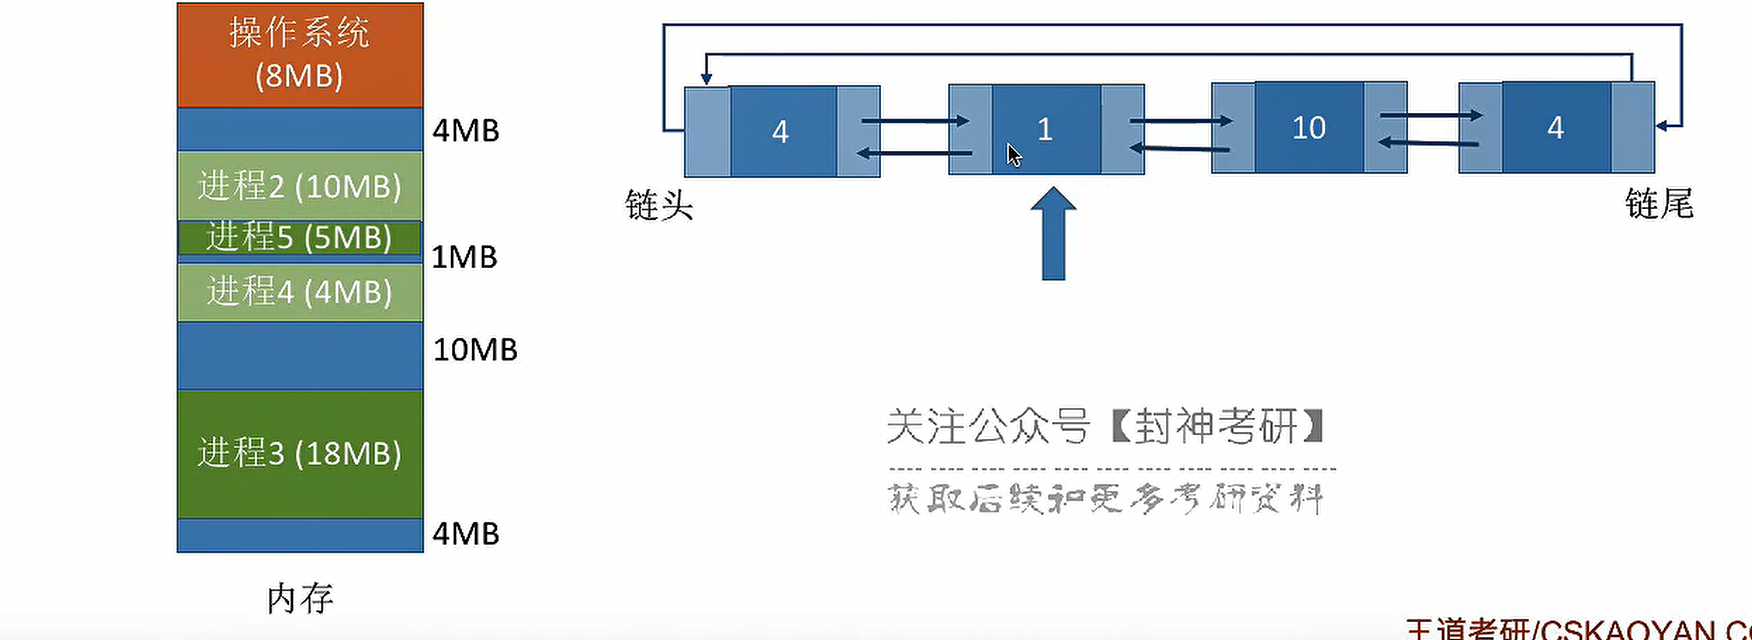 操作系统
(8MB)
4MB
进程2 (10MB)
进程5 (5MB)
1MB
进程4 (4MB)
10MB
进程3 (18MB)
4MB
内存
4
1
10
4
链头
链尾
关注公众号【封神考研】
获取后续和更多考研资料
王道考研/CSKAOYAN.C